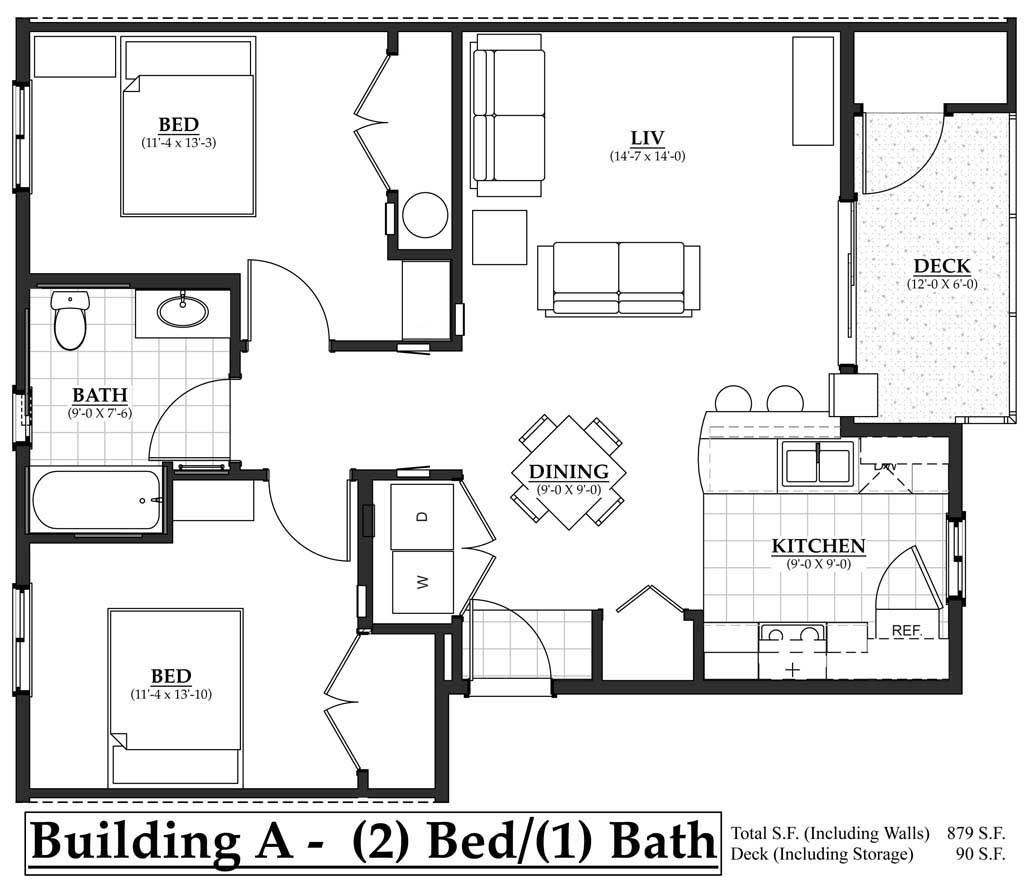 BED
(11'-4 x 13'-3)
LIV
(14'-7 x 14'-0)
DECK
(12'-0 X 6'-0)
BATH
(9'-0 X 7'-6)
DINING
(9'-0 X 9'-0)
D
W
KITCHEN
(9'-0 X 9'-0)
REF.
BED
(11'-4 x 13'-10)
Building A - (2) Bed/(1) Bath
Total S.F. (Including Walls) 879 S.F.
Deck (Including Storage) 90 S.F.